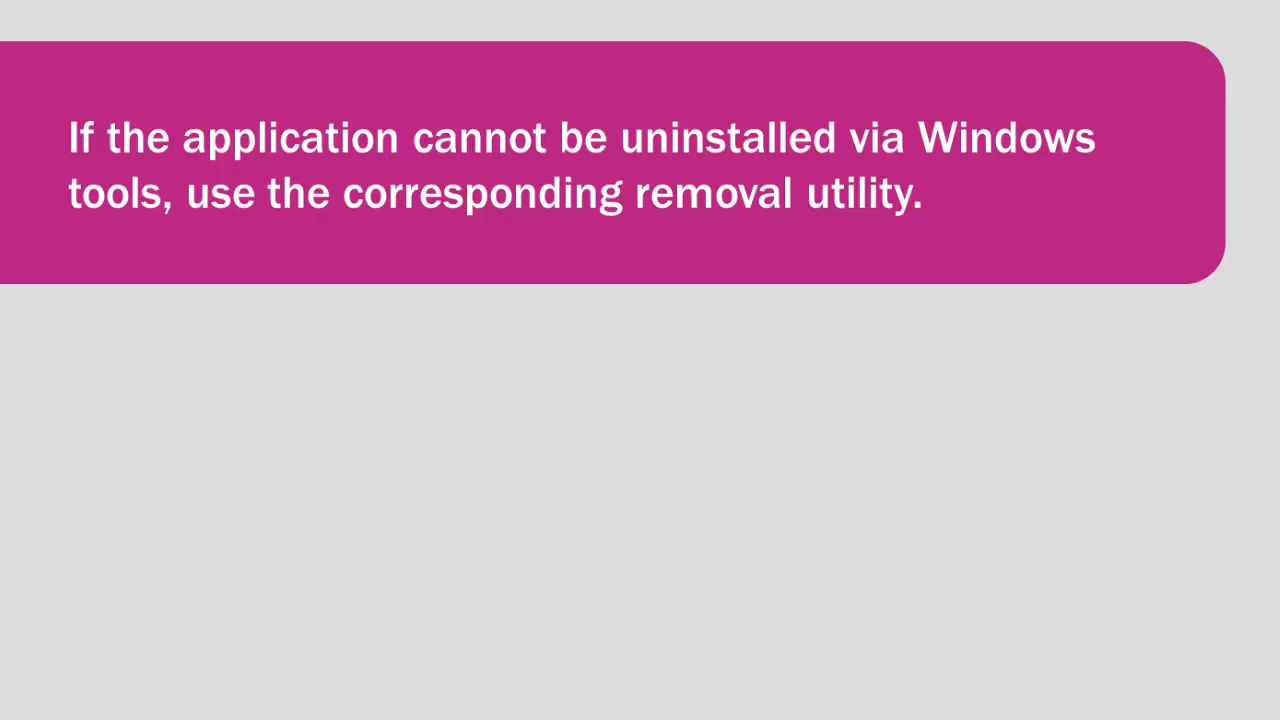 If the application cannot be uninstalled via Windows
tools, use the corresponding removal utility.